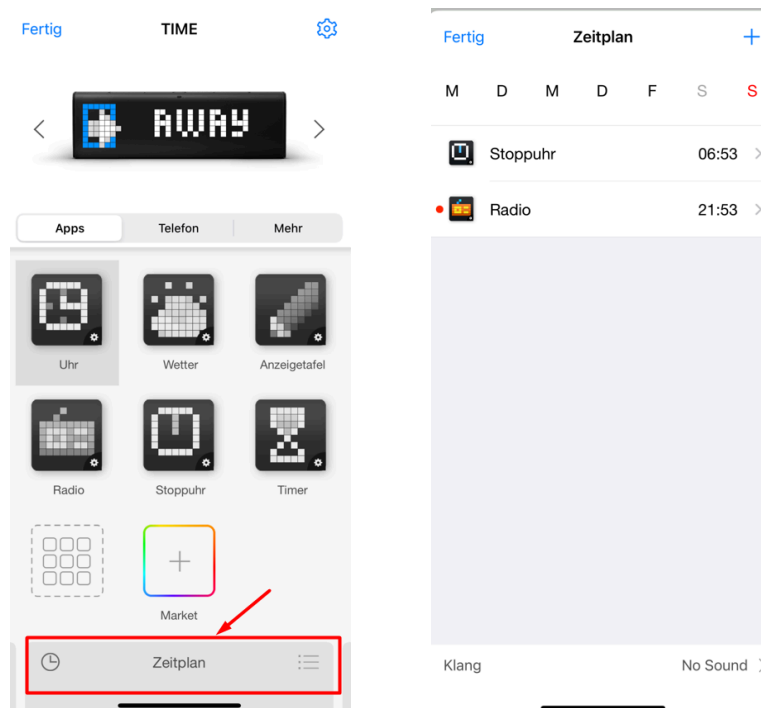 Fertig
TIME
AWAY
Apps
Telefon
Mehr
Uhr
Wetter
Anzeigetafel
Radio
Stoppuhr
Timer
Market
Zeitplan
Fertig
Zeitplan
M D M D F S S
Stoppuhr 06:53
Radio 21:53
Klang No Sound